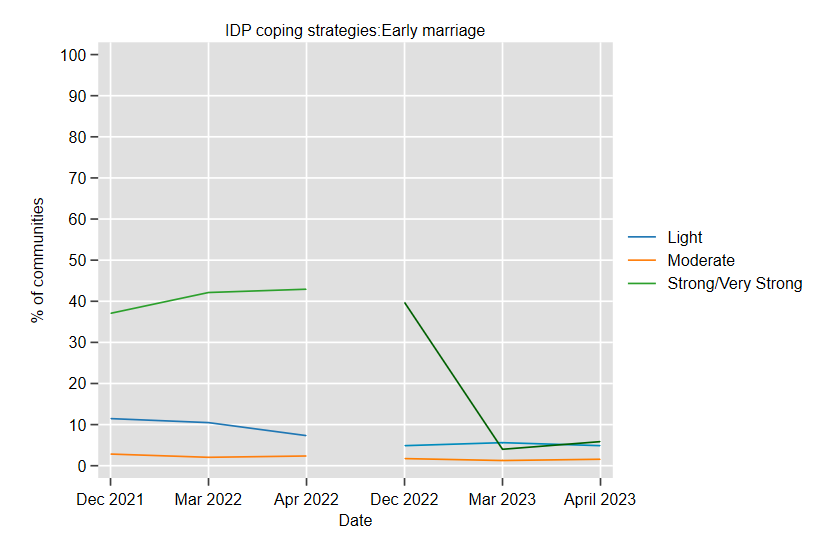 IDP coping strategies:Early marriage
% of communities
100
90
80
70
60
50
40
30
20
10
0
Dec 2021 Mar 2022 Apr 2022 Dec 2022 Mar 2023 April 2023
Date
Light
Moderate
Strong/Very Strong